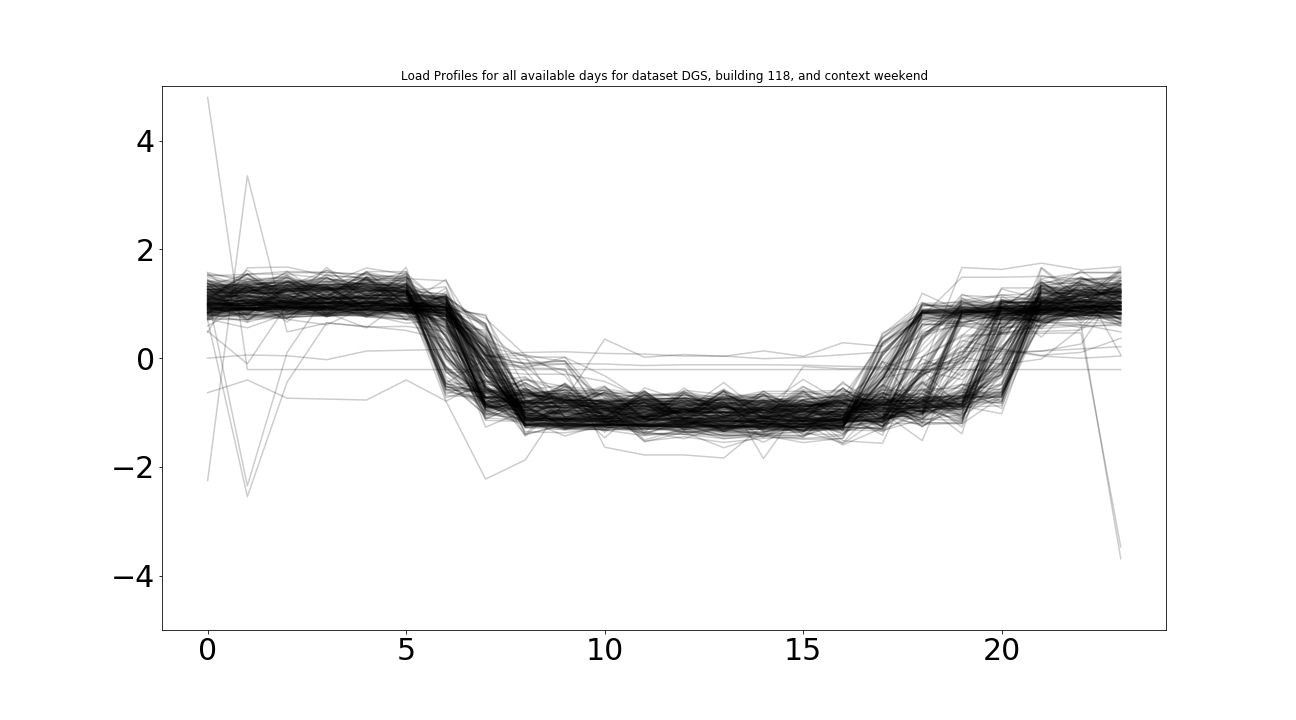 Load Profiles for all available days for dataset DGS, building 118, and context weekend
4
2
0
−2
−4
0 5 10 15 20